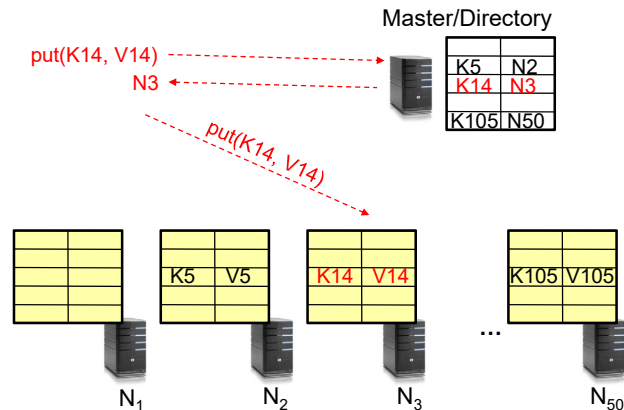 Master/Directory
put(K14, V14)
N3
K5 N2
K14 N3
K105 N50
put(K14, V14)
K5 V5
K14 V14
K105 V105
...
N1
N2
N3
N50